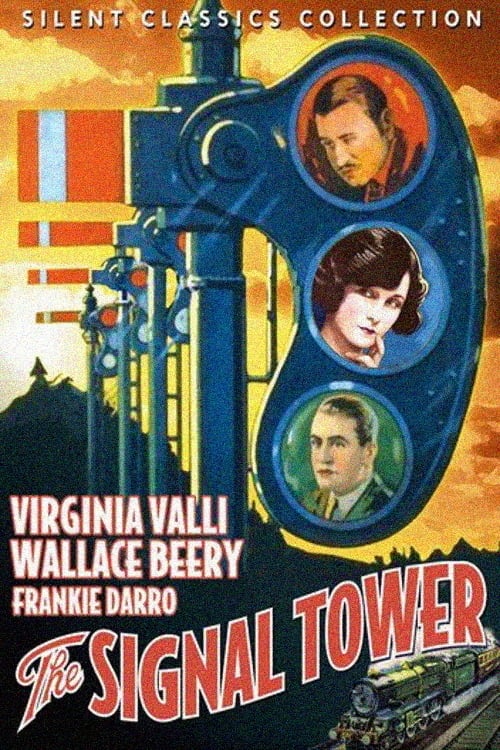 SILENT CLASSICS COLLECTION
VIRGINIA VALLI
WALLACE BEERY
FRANKIE DARRO
The SIGNAL TOWER